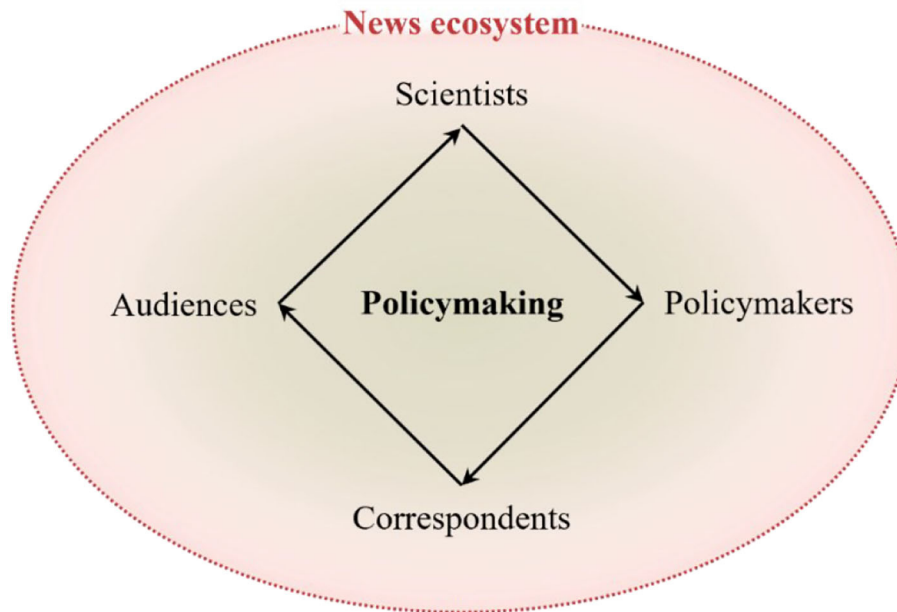 News ecosystem
Scientists
Audiences
Policymaking
Policymakers
Correspondents